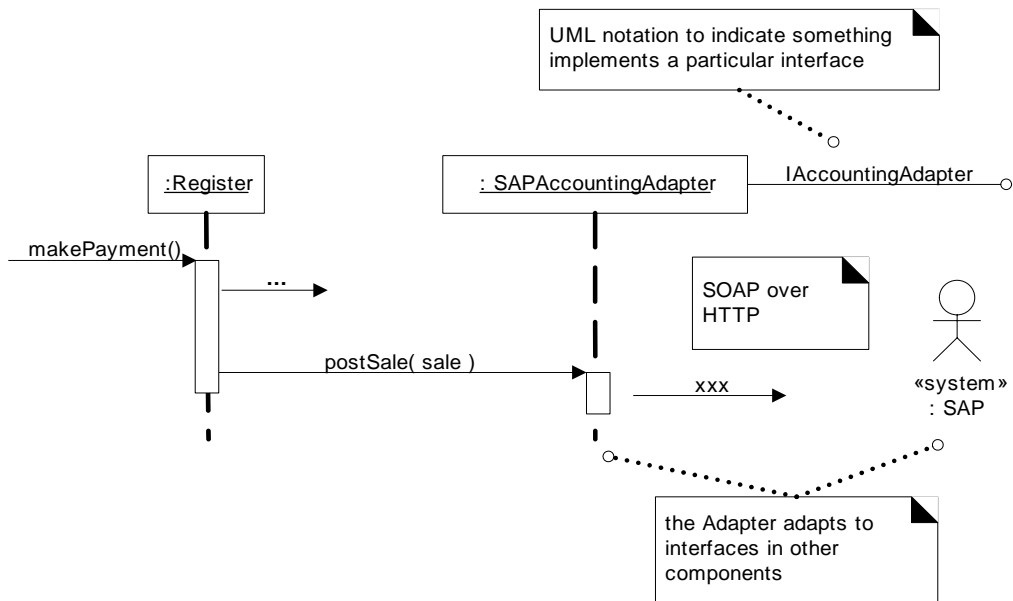 UML notation to indicate something
implements a particular interface
:Register
: SAPAccountingAdapter
IAccountingAdapter
makePayment()
...
SOAP over
HTTP
postSale( sale )
xxx
«system»
: SAP
the Adapter adapts to
interfaces in other
components